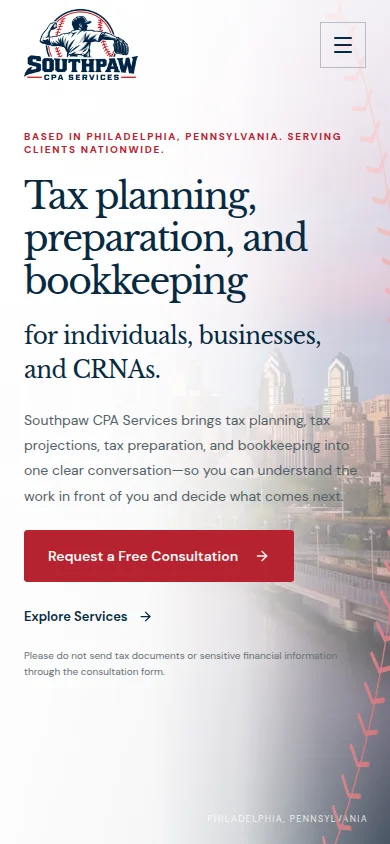 SOUTHPAW
CPA SERVICES
BASED IN PHILADELPHIA, PENNSYLVANIA. SERVING
CLIENTS NATIONWIDE.
Tax planning,
preparation, and
bookkeeping
for individuals, businesses,
and CRNAs.
Southpaw CPA Services brings tax planning, tax
projections, tax preparation, and bookkeeping into
one clear conversation—so you can understand the
work in front of you and decide what comes next.
Request a Free Consultation →
Explore Services →
Please do not send tax documents or sensitive financial information
through the consultation form.
PHILADELPHIA, PENNSYLVANIA